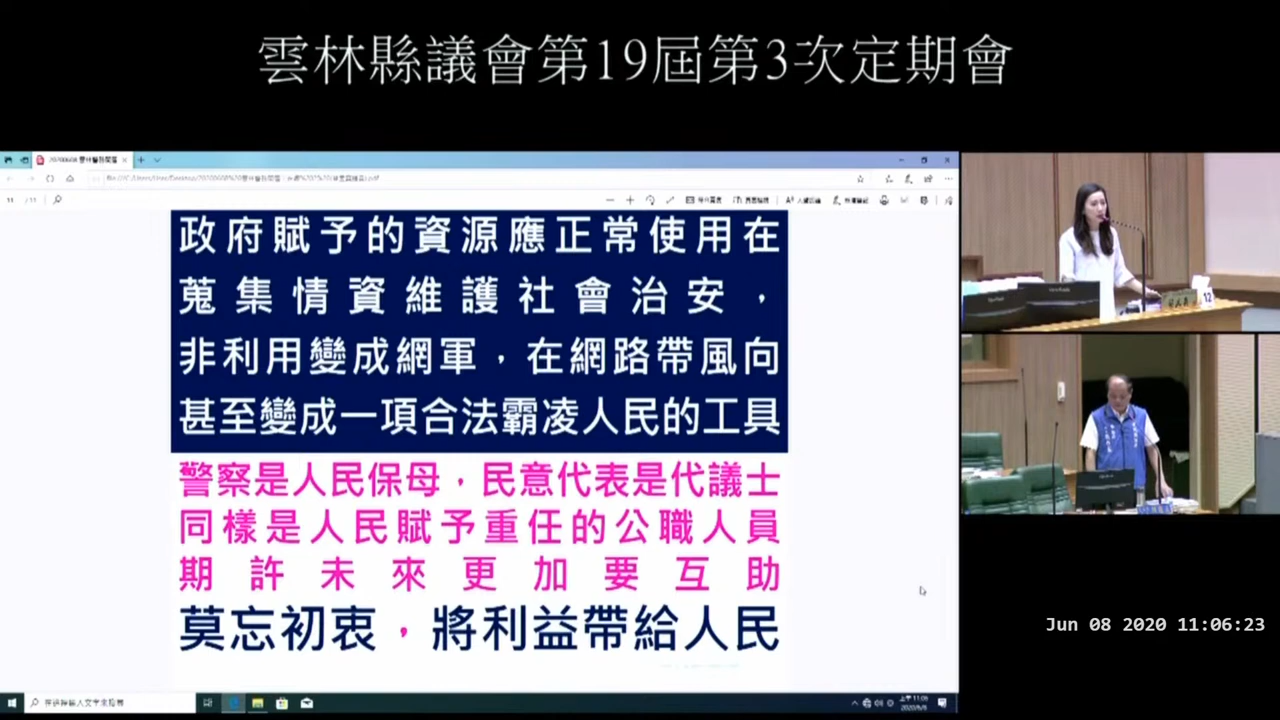 雲林縣議會第19屆第3次定期會
政府賦予的資源應正常使用在
蒐集情資維護社會治安，
非利用變成網軍，在網路帶風向
甚至變成一項合法霸凌人民的工具
警察是人民保母，民意代表是代議士
同樣是人民賦予重任的公職人員
期許未來更加要互助
莫忘初衷，將利益帶給人民
12
Jun 08 2020 11:06:23